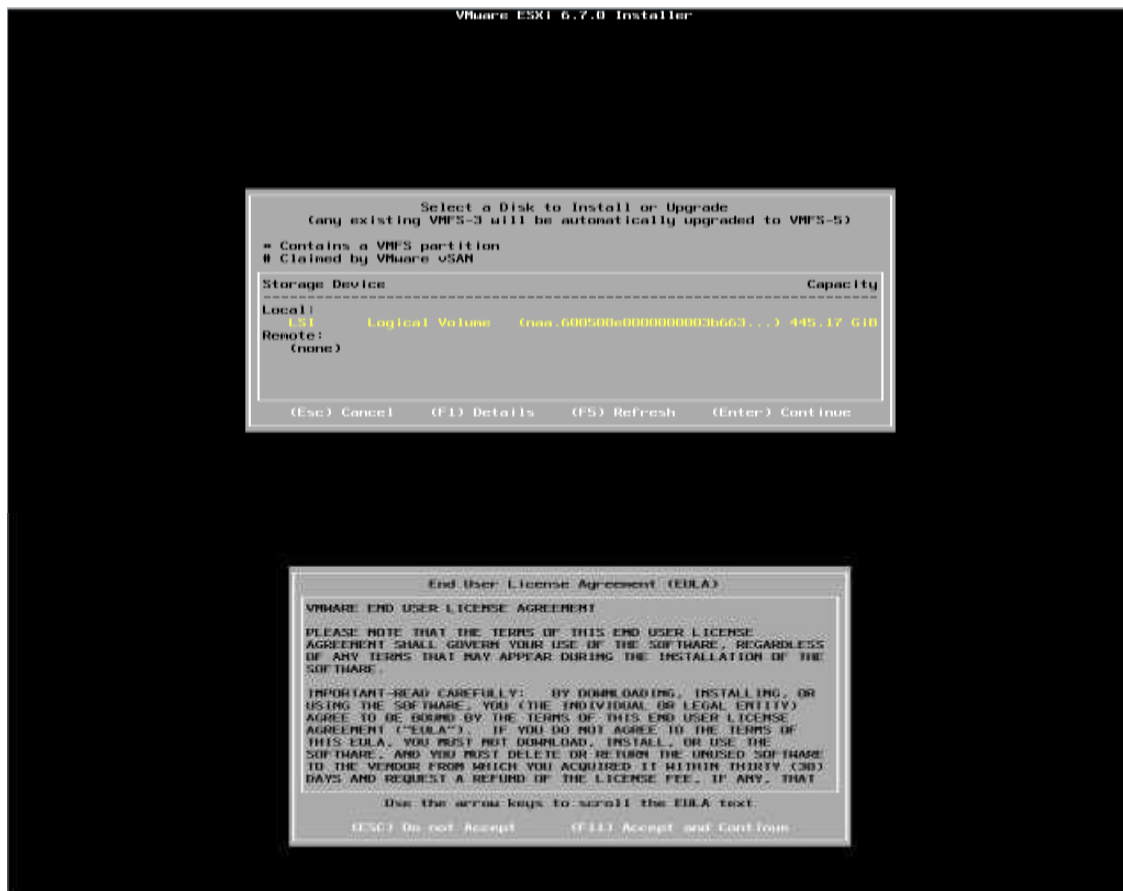 VMware ESXi 6.7.0 Installer
Select a Disk to Install or Upgrade
(any existing VMFS-3 will be automatically upgraded to VMFS-5)
* Contains a VMFS partition
# Claimed by VMware vSAN
Storage Device Capacity
Local:
LSI Logical Volume (naa.600508e0000000003b663...) 445.17 GiB
Remote:
(none)
(Esc) Cancel (F1) Details (F5) Refresh (Enter) Continue
End User License Agreement (EULA)
VMWARE END USER LICENSE AGREEMENT
PLEASE NOTE THAT THE TERMS OF THIS END USER LICENSE
AGREEMENT SHALL GOVERN YOUR USE OF THE SOFTWARE, REGARDLESS
OF ANY TERMS THAT MAY APPEAR DURING THE INSTALLATION OF THE
SOFTWARE.
IMPORTANT-READ CAREFULLY: BY DOWNLOADING, INSTALLING, OR
USING THE SOFTWARE, YOU (THE INDIVIDUAL OR LEGAL ENTITY)
AGREE TO BE BOUND BY THE TERMS OF THIS END USER LICENSE
AGREEMENT ("EULA"). IF YOU DO NOT AGREE TO THE TERMS OF
THIS EULA, YOU MUST NOT DOWNLOAD, INSTALL, OR USE THE
SOFTWARE, AND YOU MUST DELETE OR RETURN THE UNUSED SOFTWARE
TO THE VENDOR FROM WHICH YOU ACQUIRED IT WITHIN THIRTY (30)
DAYS AND REQUEST A REFUND OF THE LICENSE FEE, IF ANY, THAT
Use the arrow keys to scroll the EULA text
(ESC) Do not Accept (F11) Accept and Continue